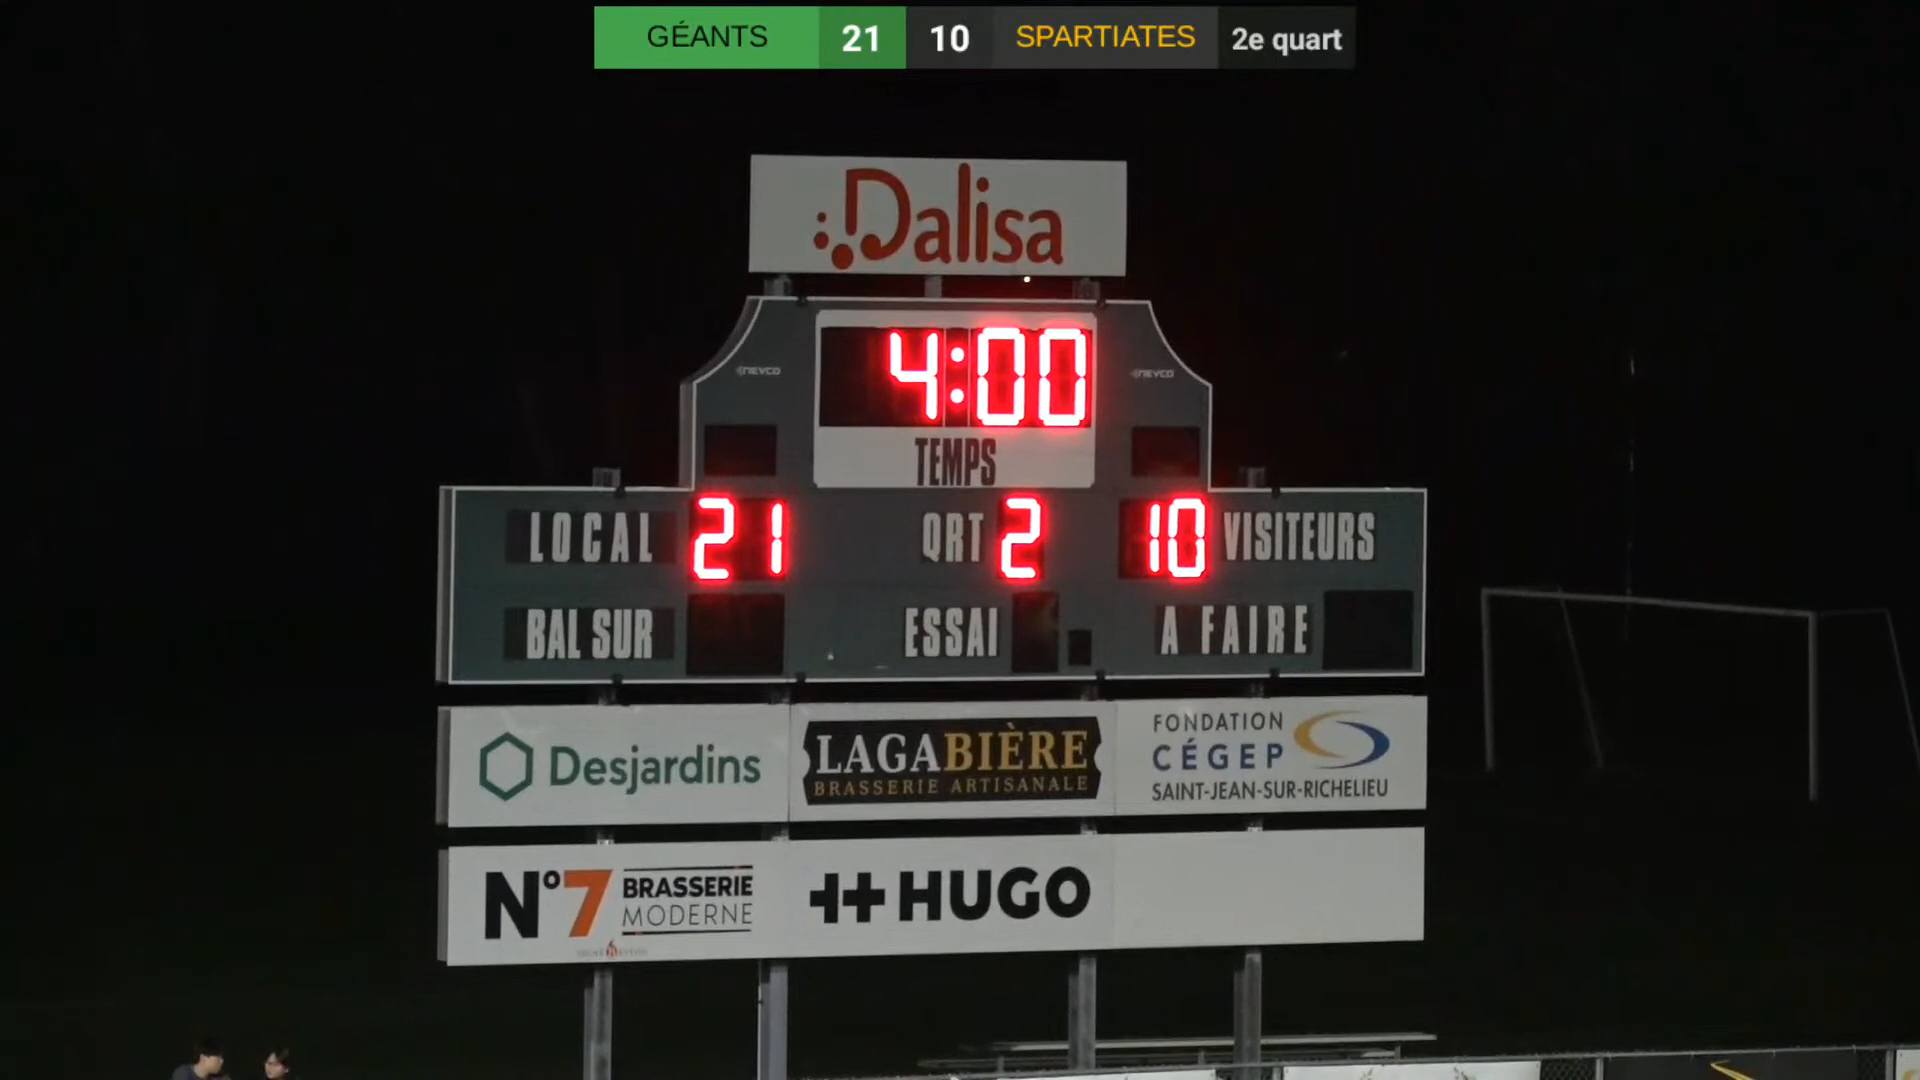 GÉANTS 21 10 SPARTIATES 2e quart
Dalisa
4:00
NEVCO NEVCO
TEMPS
LOCAL 21 QRT 2 10 VISITEURS
BAL SUR ESSAI A FAIRE
Desjardins
LAGABIÈRE
BRASSERIE ARTISANALE
FONDATION
CÉGEP
SAINT-JEAN-SUR-RICHELIEU
N°7 BRASSERIE
MODERNE
HUGO